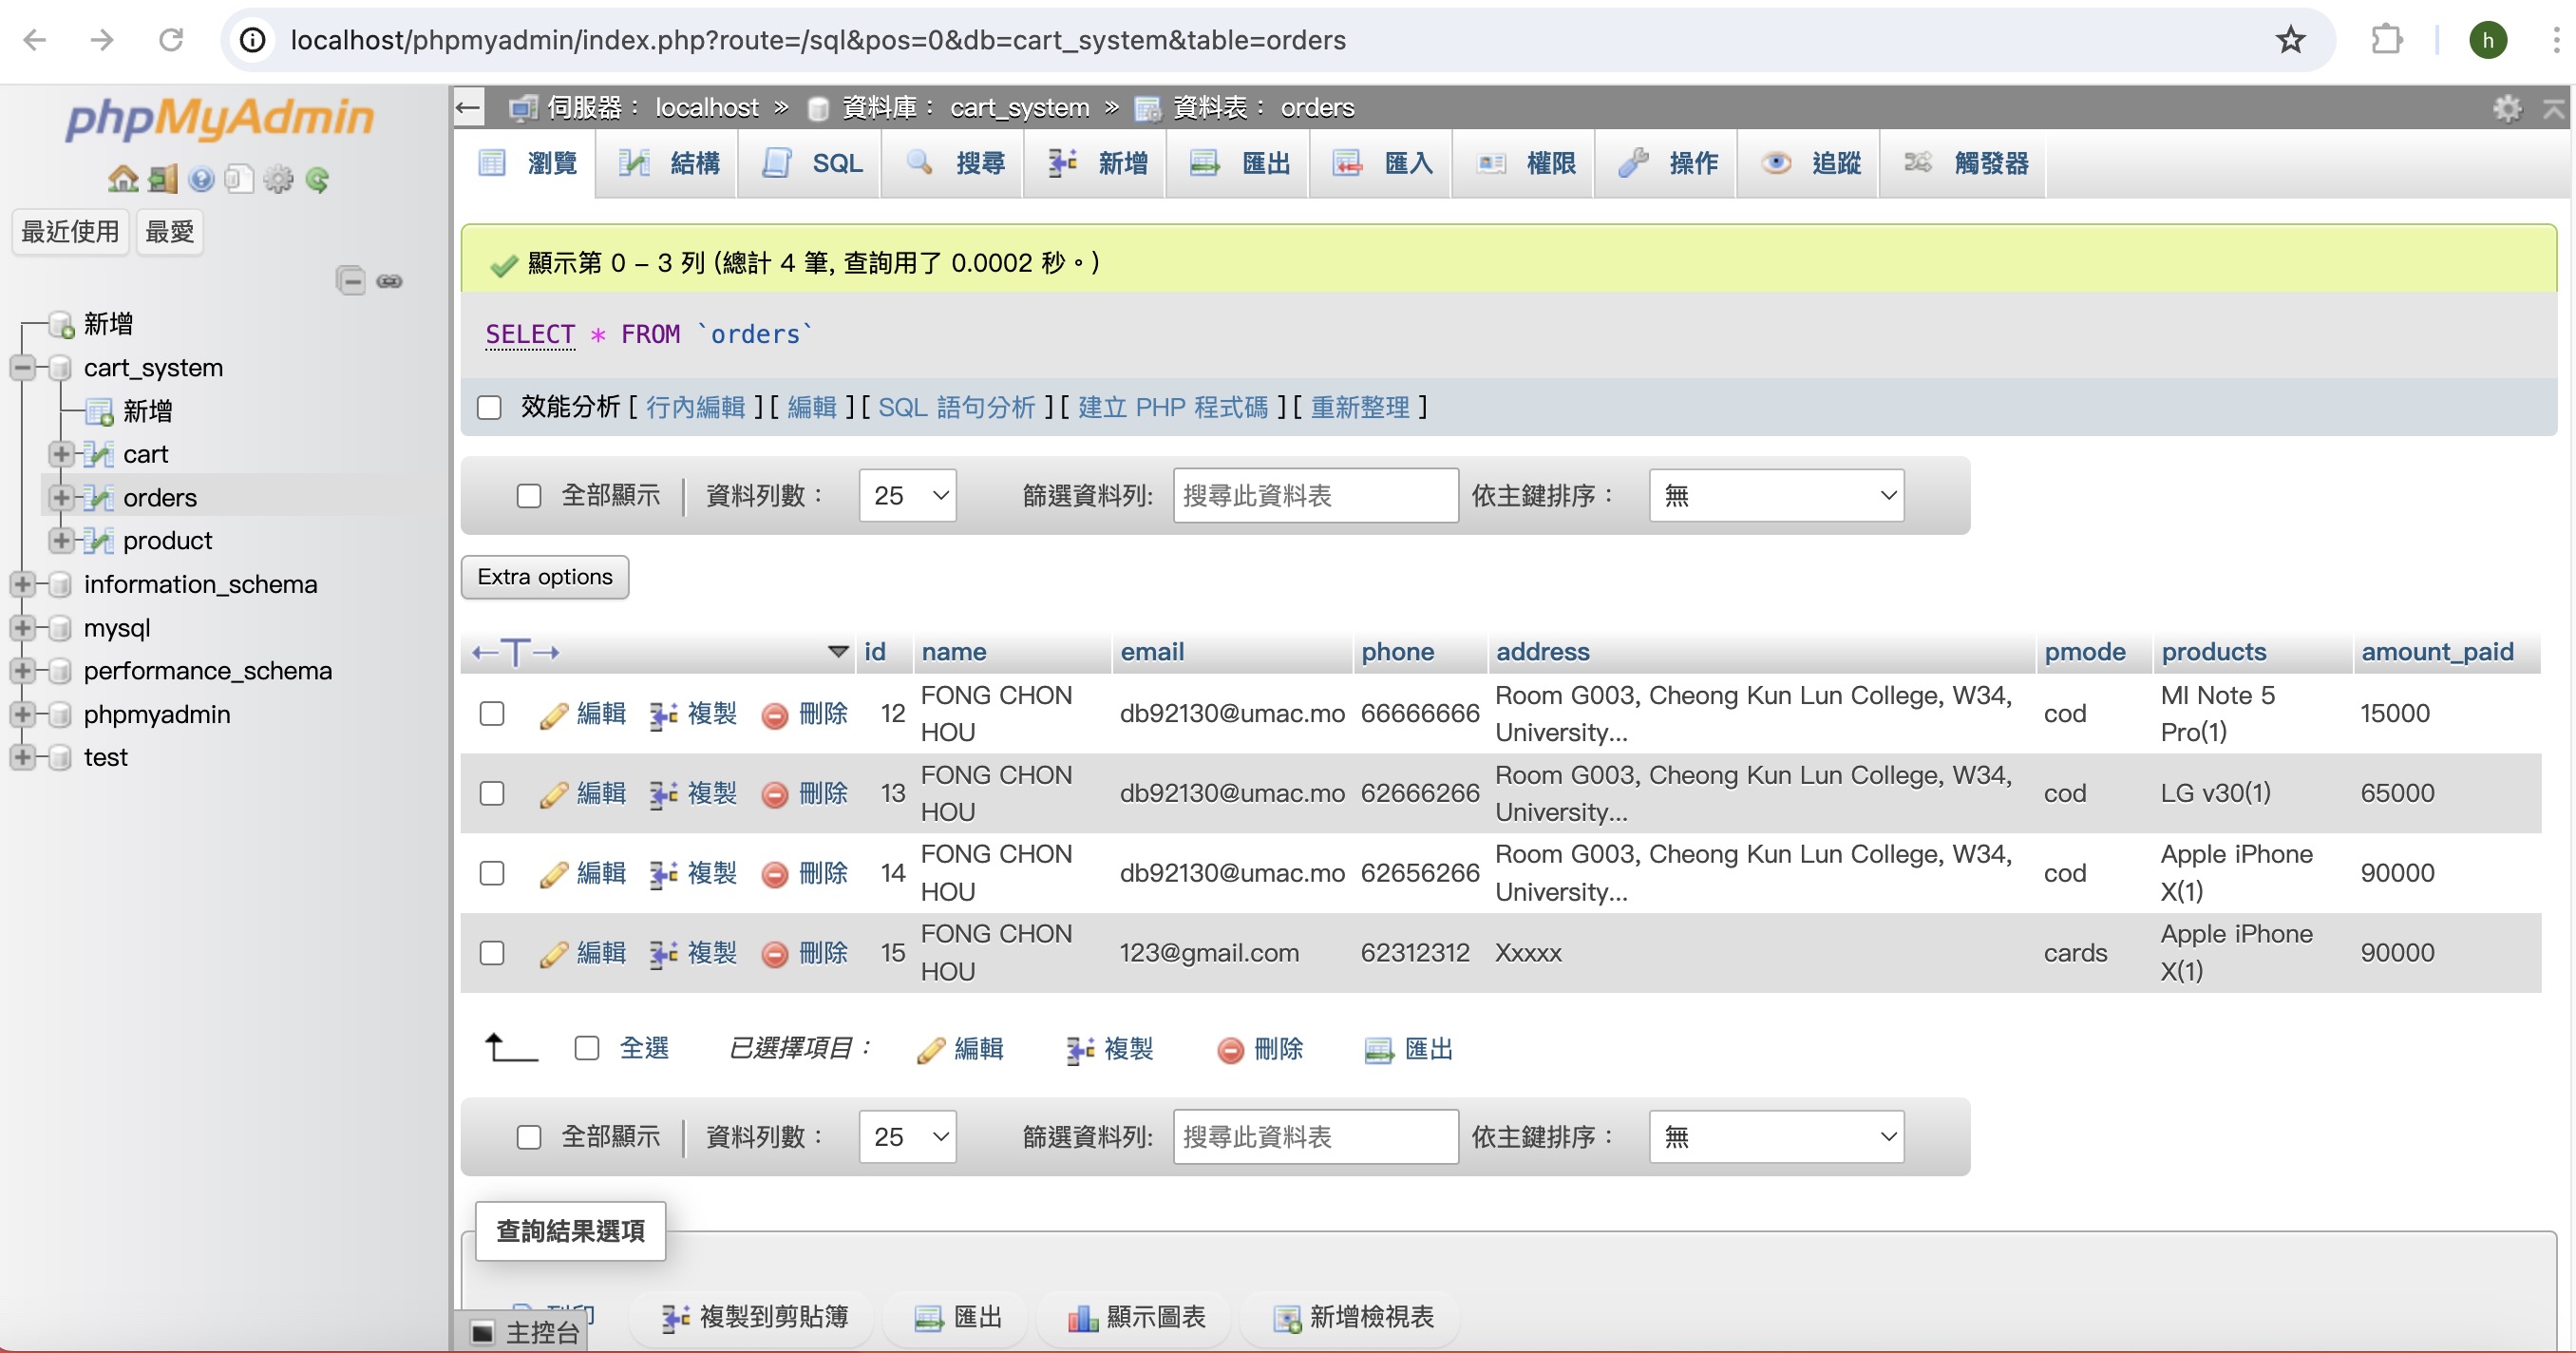 localhost/phpmyadmin/index.php?route=/sql&pos=0&db=cart_system&table=orders
h
phpMyAdmin
最近使用 最愛
新增
cart_system
新增
cart
orders
product
information_schema
mysql
performance_schema
phpmyadmin
test
伺服器： localhost » 資料庫： cart_system » 資料表： orders
瀏覽 結構 SQL 搜尋 新增 匯出 匯入 權限 操作 追蹤 觸發器
顯示第 0 – 3 列 (總計 4 筆, 查詢用了 0.0002 秒。)
SELECT * FROM `orders`
效能分析 [ 行內編輯 ] [ 編輯 ] [ SQL 語句分析 ] [ 建立 PHP 程式碼 ] [ 重新整理 ]
全部顯示 資料列數： 25 篩選資料列: 搜尋此資料表 依主鍵排序： 無
Extra options
←T→ id name email phone address pmode products amount_paid
編輯 複製 刪除 12 FONG CHON HOU db92130@umac.mo 66666666 Room G003, Cheong Kun Lun College, W34, University... cod MI Note 5 Pro(1) 15000
編輯 複製 刪除 13 FONG CHON HOU db92130@umac.mo 62666266 Room G003, Cheong Kun Lun College, W34, University... cod LG v30(1) 65000
編輯 複製 刪除 14 FONG CHON HOU db92130@umac.mo 62656266 Room G003, Cheong Kun Lun College, W34, University... cod Apple iPhone X(1) 90000
編輯 複製 刪除 15 FONG CHON HOU 123@gmail.com 62312312 Xxxxx cards Apple iPhone X(1) 90000
全選 已選擇項目： 編輯 複製 刪除 匯出
全部顯示 資料列數： 25 篩選資料列: 搜尋此資料表 依主鍵排序： 無
查詢結果選項
列印 複製到剪貼簿 匯出 顯示圖表 新增檢視表
主控台